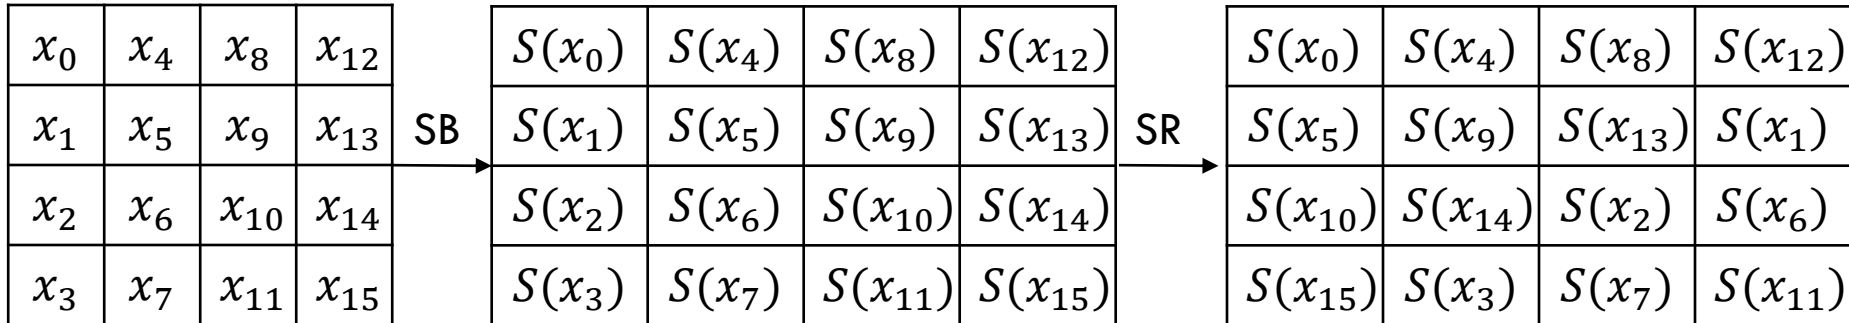 x₀ x₄ x₈ x₁₂ S(x₀) S(x₄) S(x₈) S(x₁₂) S(x₀) S(x₄) S(x₈) S(x₁₂)
x₁ x₅ x₉ x₁₃ SB S(x₁) S(x₅) S(x₉) S(x₁₃) SR S(x₅) S(x₉) S(x₁₃) S(x₁)
x₂ x₆ x₁₀ x₁₄ S(x₂) S(x₆) S(x₁₀) S(x₁₄) S(x₁₀) S(x₁₄) S(x₂) S(x₆)
x₃ x₇ x₁₁ x₁₅ S(x₃) S(x₇) S(x₁₁) S(x₁₅) S(x₁₅) S(x₃) S(x₇) S(x₁₁)